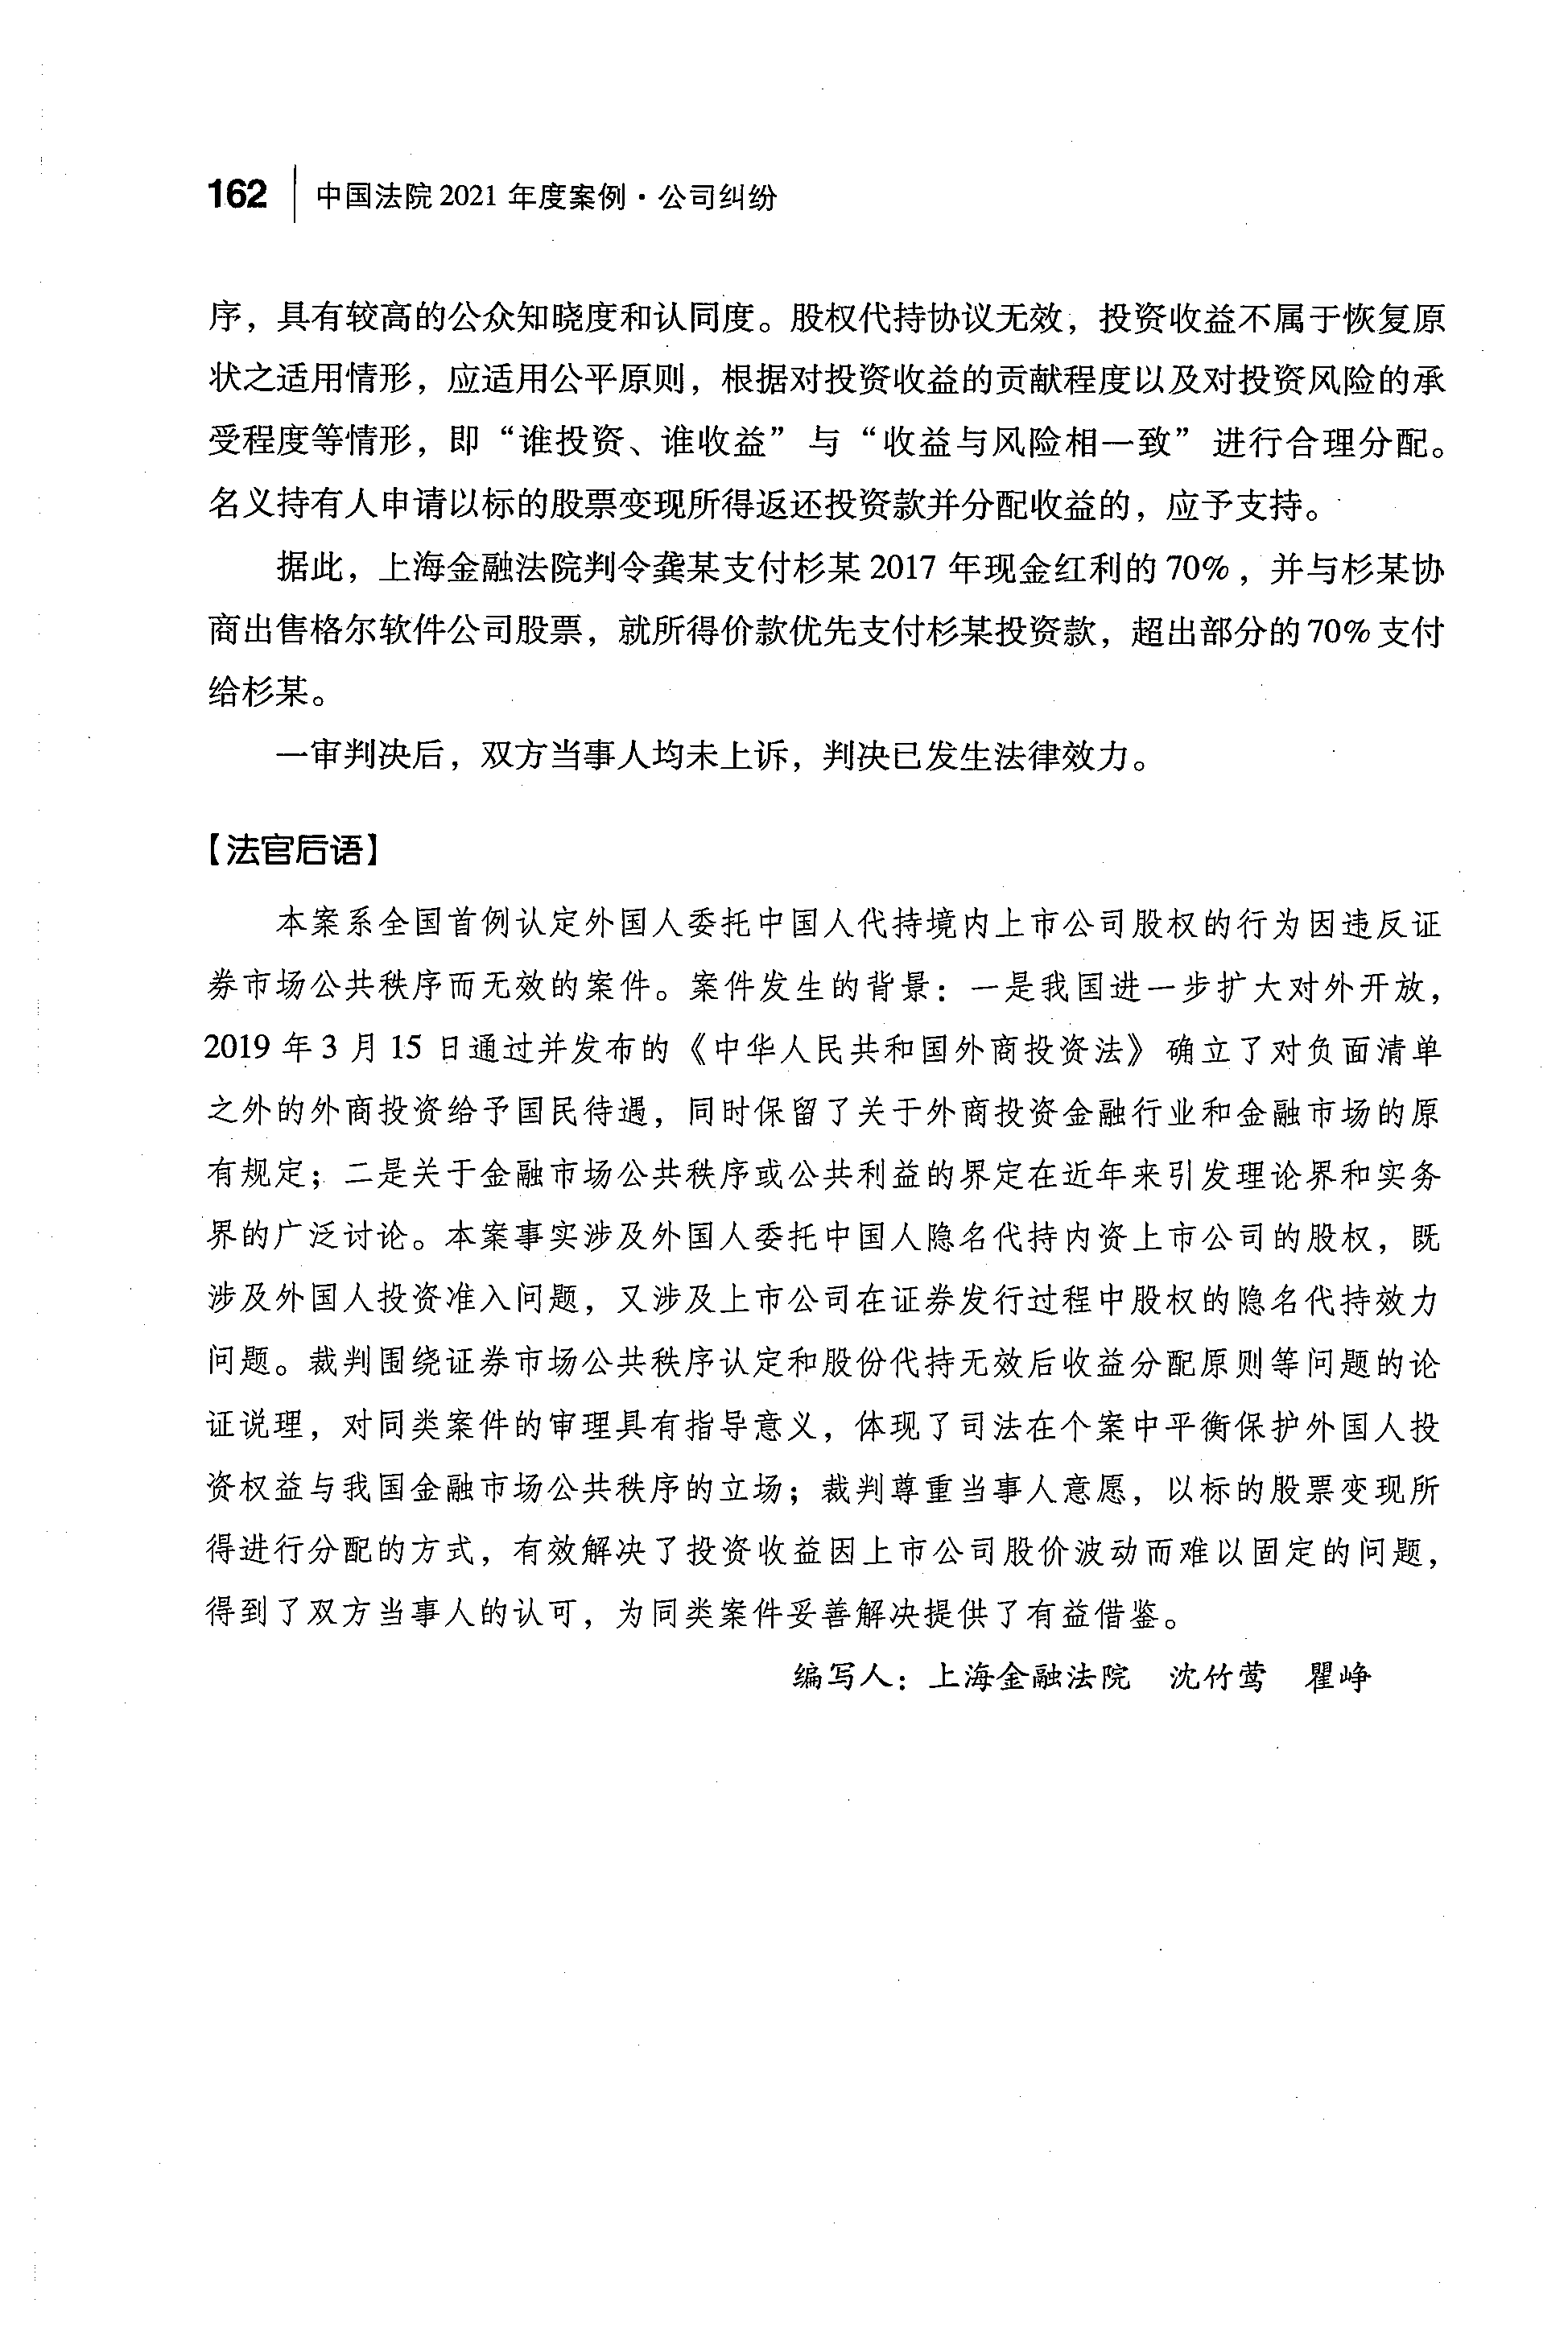 162 中国法院 2021 年度案例·公司纠纷
序，具有较高的公众知晓度和认同度。股权代持协议无效，投资收益不属于恢复原
状之适用情形，应适用公平原则，根据对投资收益的贡献程度以及对投资风险的承
受程度等情形，即“谁投资、谁收益”与“收益与风险相一致”进行合理分配。
名义持有人申请以标的股票变现所得返还投资款并分配收益的，应予支持。
据此，上海金融法院判令龚某支付杉某 2017 年现金红利的 70%，并与杉某协
商出售格尔软件公司股票，就所得价款优先支付杉某投资款，超出部分的 70% 支付
给杉某。
一审判决后，双方当事人均未上诉，判决已发生法律效力。
【法官后语】
本案系全国首例认定外国人委托中国人代持境内上市公司股权的行为因违反证
券市场公共秩序而无效的案件。案件发生的背景：一是我国进一步扩大对外开放，
2019 年 3 月 15 日通过并发布的《中华人民共和国外商投资法》确立了对负面清单
之外的外商投资给予国民待遇，同时保留了关于外商投资金融行业和金融市场的原
有规定；二是关于金融市场公共秩序或公共利益的界定在近年来引发理论界和实务
界的广泛讨论。本案事实涉及外国人委托中国人隐名代持内资上市公司的股权，既
涉及外国人投资准入问题，又涉及上市公司在证券发行过程中股权的隐名代持效力
问题。裁判围绕证券市场公共秩序认定和股份代持无效后收益分配原则等问题的论
证说理，对同类案件的审理具有指导意义，体现了司法在个案中平衡保护外国人投
资权益与我国金融市场公共秩序的立场；裁判尊重当事人意愿，以标的股票变现所
得进行分配的方式，有效解决了投资收益因上市公司股价波动而难以固定的问题，
得到了双方当事人的认可，为同类案件妥善解决提供了有益借鉴。
编写人：上海金融法院 沈竹莺 瞿峥